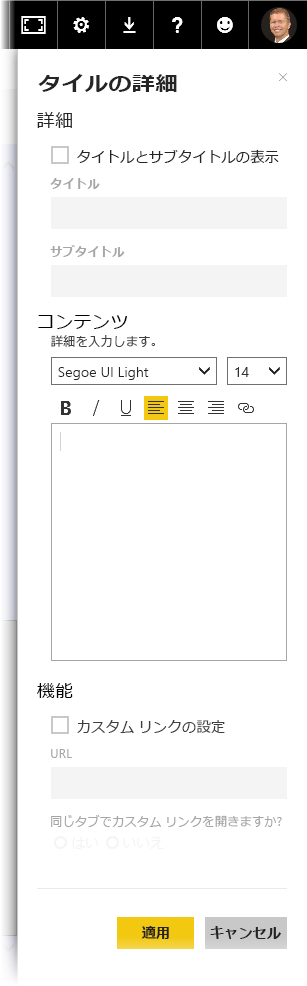 タイルの詳細
詳細
タイトルとサブタイトルの表示
タイトル
サブタイトル
コンテンツ
詳細を入力します。
Segoe UI Light 14
B / U
機能
カスタム リンクの設定
URL
同じタブでカスタム リンクを開きますか?
はい いいえ
適用 キャンセル